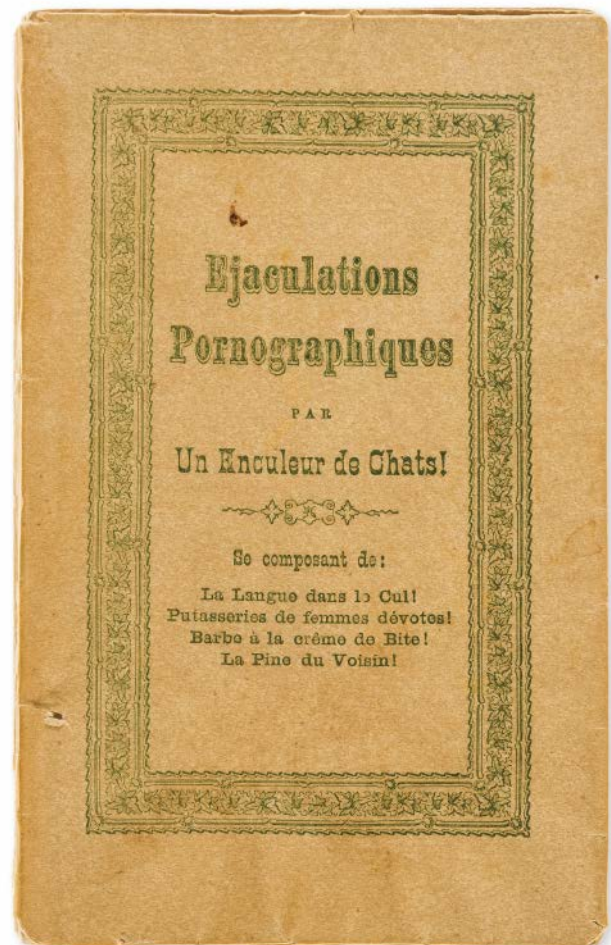 Ejaculations
Pornographiques
PAR
Un Enculeur de Chats!
Se composant de:
La Langue dans le Cul!
Putasseries de femmes dévotes!
Barbe à la crême de Bite!
La Pine du Voisin!